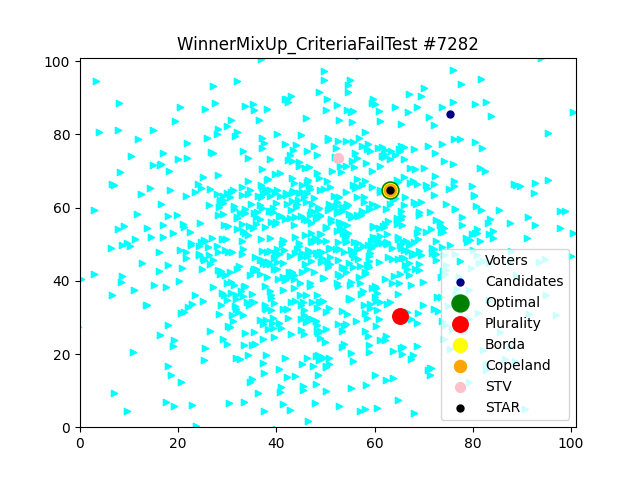 WinnerMixUp_CriteriaFailTest #7282
100
80
60
40
20
0
0
20
40
60
80
100
Voters
Candidates
Optimal
Plurality
Borda
Copeland
STV
STAR